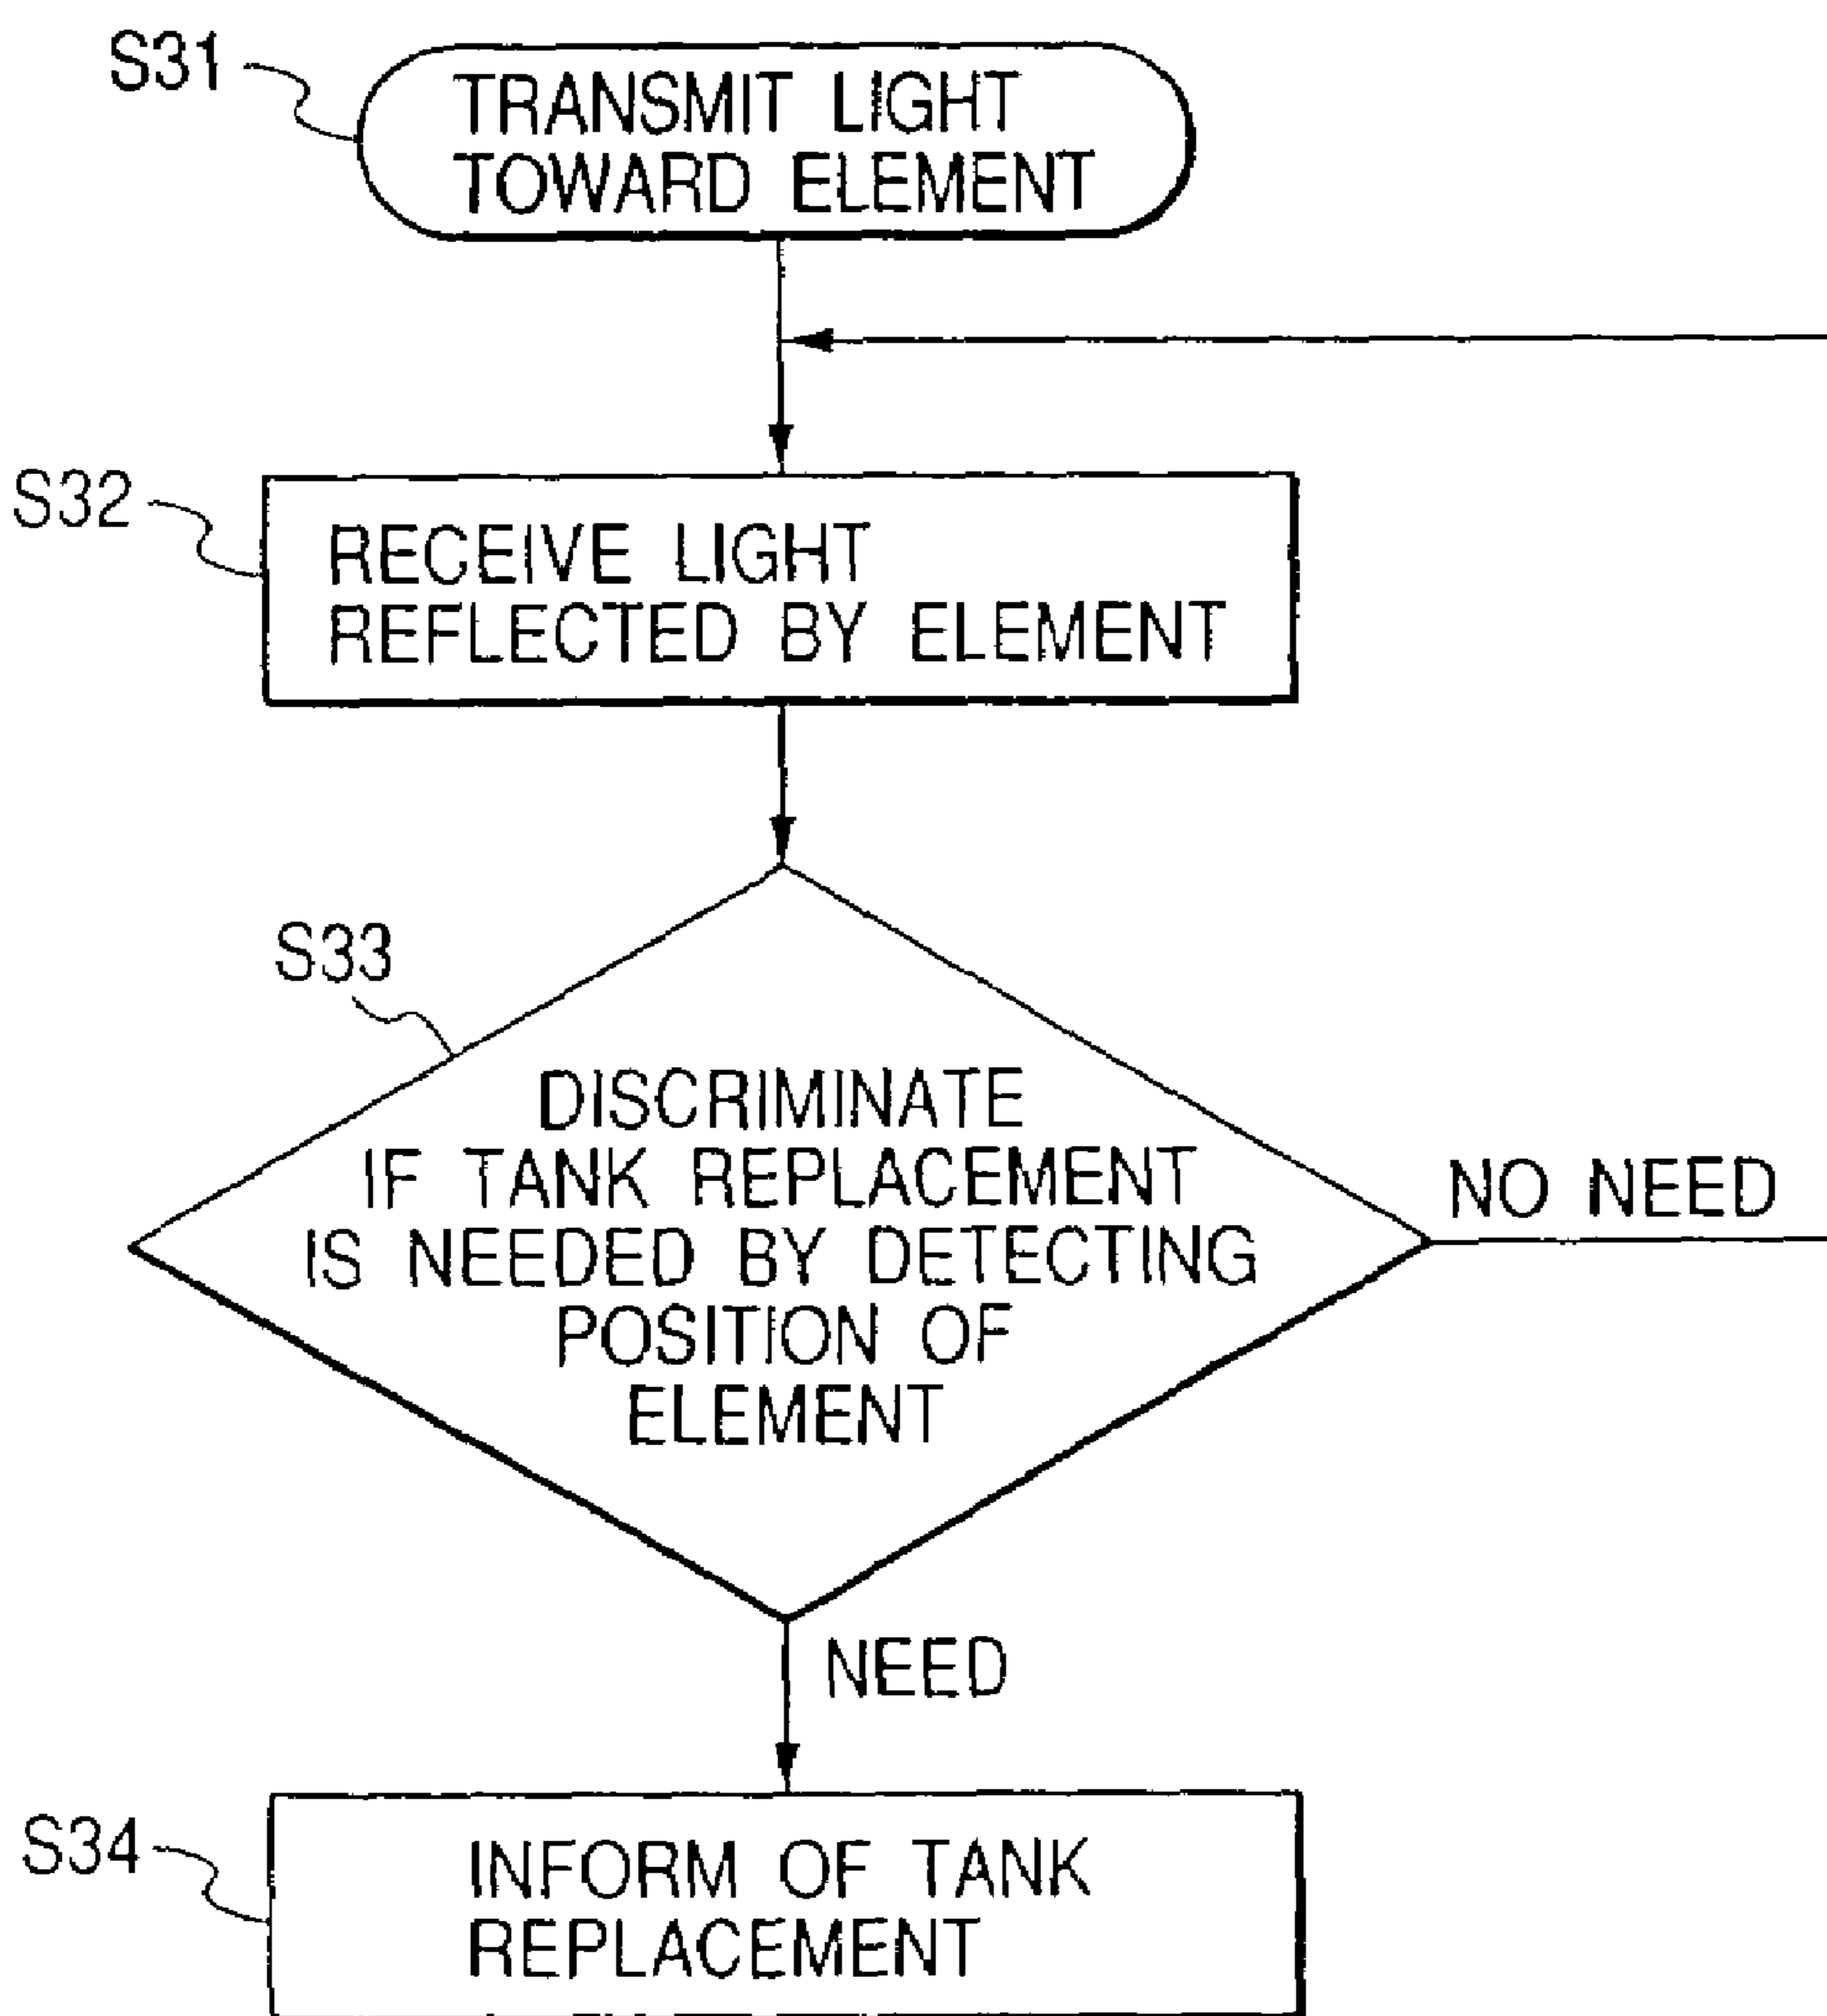 S31
TRANSMIT LIGHT
TOWARD ELEMENT
S32
RECEIVE LIGHT
REFLECTED BY ELEMENT
S33
DISCRIMINATE
IF TANK REPLACEMENT
IS NEEDED BY DETECTING
POSITION OF
ELEMENT
NO NEED
NEED
S34
INFORM OF TANK
REPLACEMENT